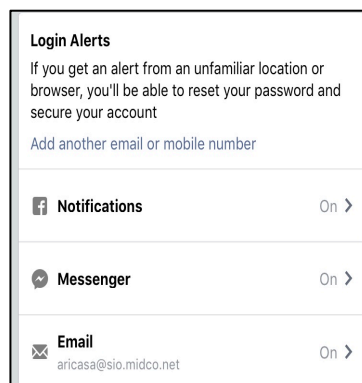 Login Alerts
If you get an alert from an unfamiliar location or
browser, you'll be able to reset your password and
secure your account
Add another email or mobile number
Notifications On
Messenger On
Email
aricasa@sio.midco.net On